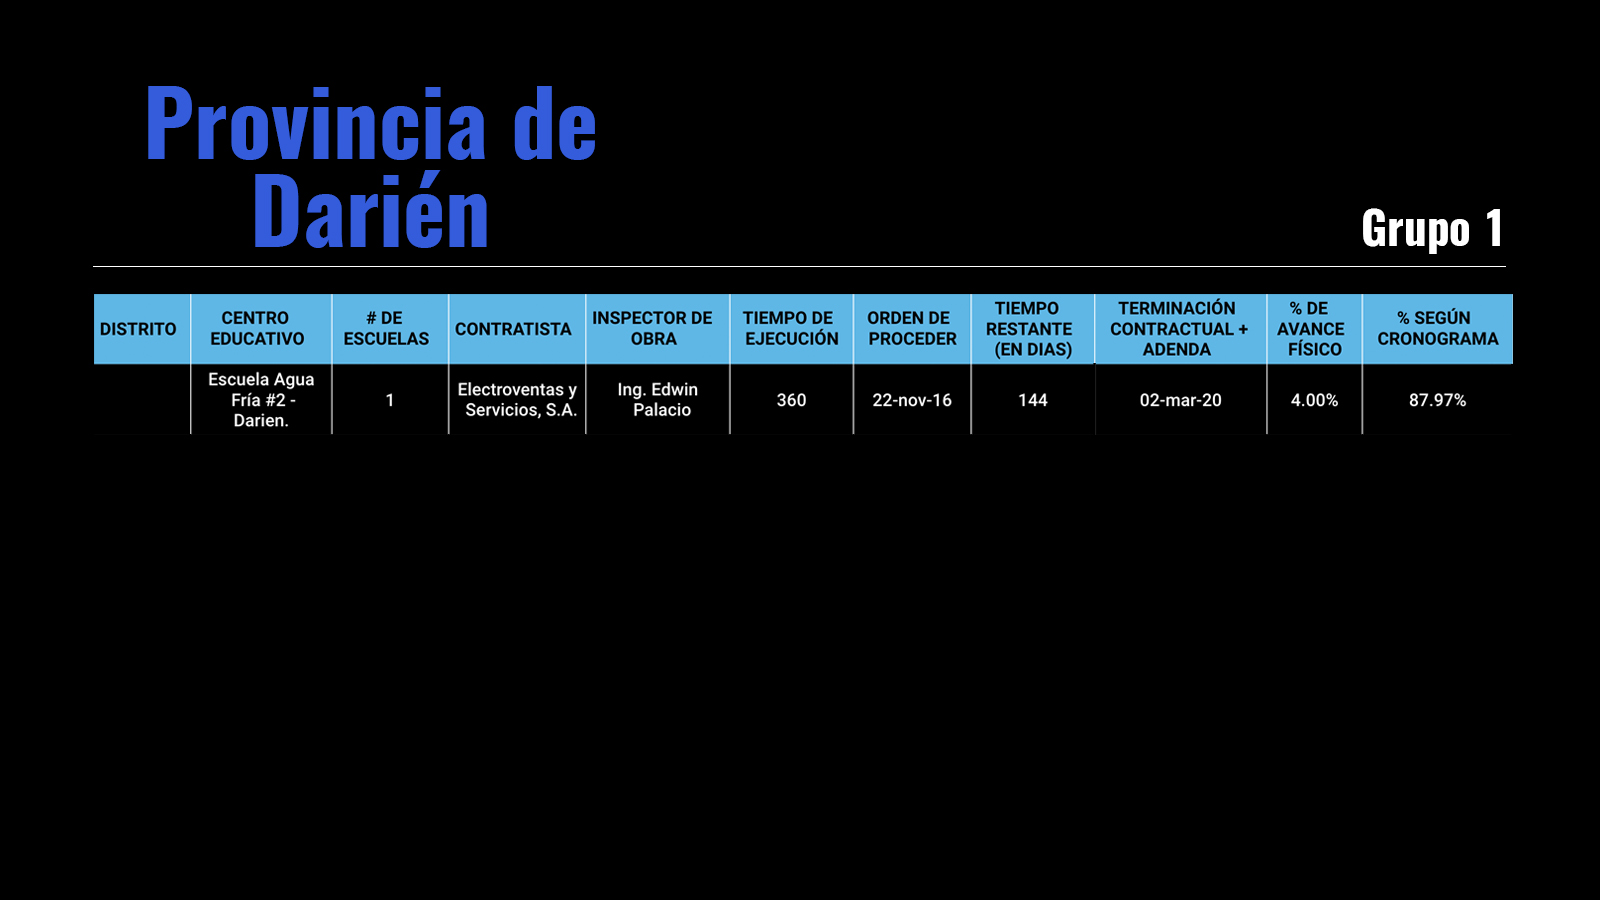 Provincia de
Darién
Grupo 1
DISTRITO
CENTRO
EDUCATIVO
# DE
ESCUELAS
CONTRATISTA
INSPECTOR DE
OBRA
TIEMPO DE
EJECUCIÓN
ORDEN DE
PROCEDER
TIEMPO
RESTANTE
(EN DIAS)
TERMINACIÓN
CONTRACTUAL +
ADENDA
% DE
AVANCE
FÍSICO
% SEGÚN
CRONOGRAMA
Escuela Agua
Fría #2 -
Darien.
1
Electroventas y
Servicios, S.A.
Ing. Edwin
Palacio
360
22-nov-16
144
02-mar-20
4.00%
87.97%